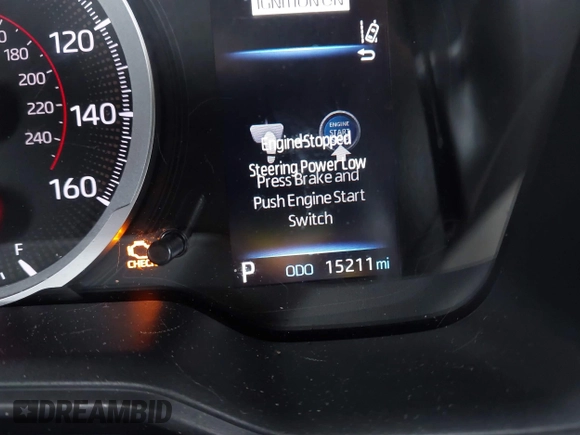 IGNITION ON
120
180
200
140
220
240
160
ENGINE
START
Engine Stopped
Steering Power Low
Press Brake and
Push Engine Start
Switch
F
CHECK
P ODO 15211 mi
DREAMBID